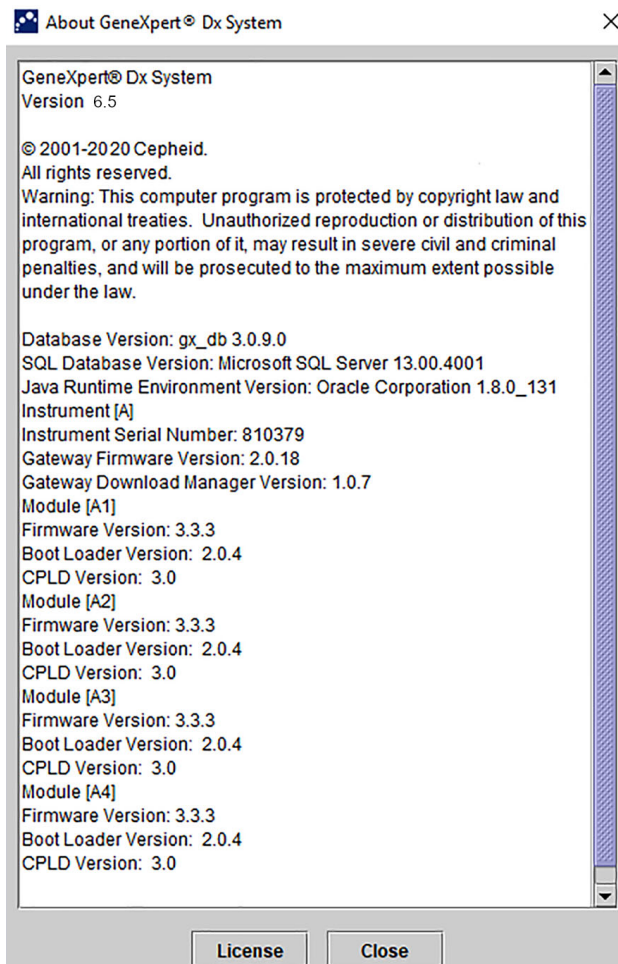 About GeneXpert® Dx System
GeneXpert® Dx System
Version 6.5
© 2001-2020 Cepheid.
All rights reserved.
Warning: This computer program is protected by copyright law and
international treaties. Unauthorized reproduction or distribution of this
program, or any portion of it, may result in severe civil and criminal
penalties, and will be prosecuted to the maximum extent possible
under the law.
Database Version: gx_db 3.0.9.0
SQL Database Version: Microsoft SQL Server 13.00.4001
Java Runtime Environment Version: Oracle Corporation 1.8.0_131
Instrument [A]
Instrument Serial Number: 810379
Gateway Firmware Version: 2.0.18
Gateway Download Manager Version: 1.0.7
Module [A1]
Firmware Version: 3.3.3
Boot Loader Version: 2.0.4
CPLD Version: 3.0
Module [A2]
Firmware Version: 3.3.3
Boot Loader Version: 2.0.4
CPLD Version: 3.0
Module [A3]
Firmware Version: 3.3.3
Boot Loader Version: 2.0.4
CPLD Version: 3.0
Module [A4]
Firmware Version: 3.3.3
Boot Loader Version: 2.0.4
CPLD Version: 3.0
License Close